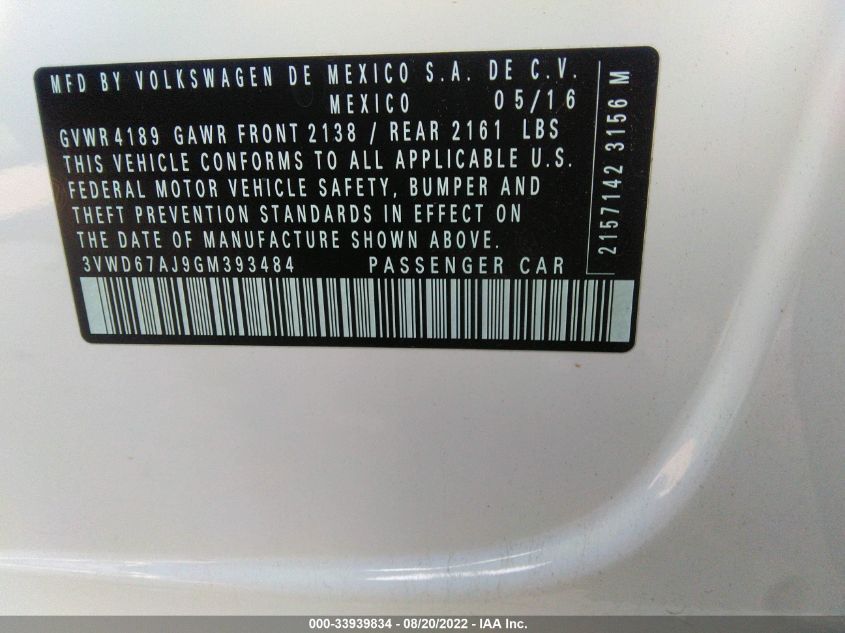 MFD BY VOLKSWAGEN DE MEXICO S.A. DE C.V.
MEXICO 05/16
GVWR 4189 GAWR FRONT 2138 / REAR 2161 LBS
THIS VEHICLE CONFORMS TO ALL APPLICABLE U.S.
FEDERAL MOTOR VEHICLE SAFETY, BUMPER AND
THEFT PREVENTION STANDARDS IN EFFECT ON
THE DATE OF MANUFACTURE SHOWN ABOVE.
3VWD67AJ9GM393484 PASSENGER CAR
2157142 3156 M
000-33939834 - 08/20/2022 - IAA Inc.